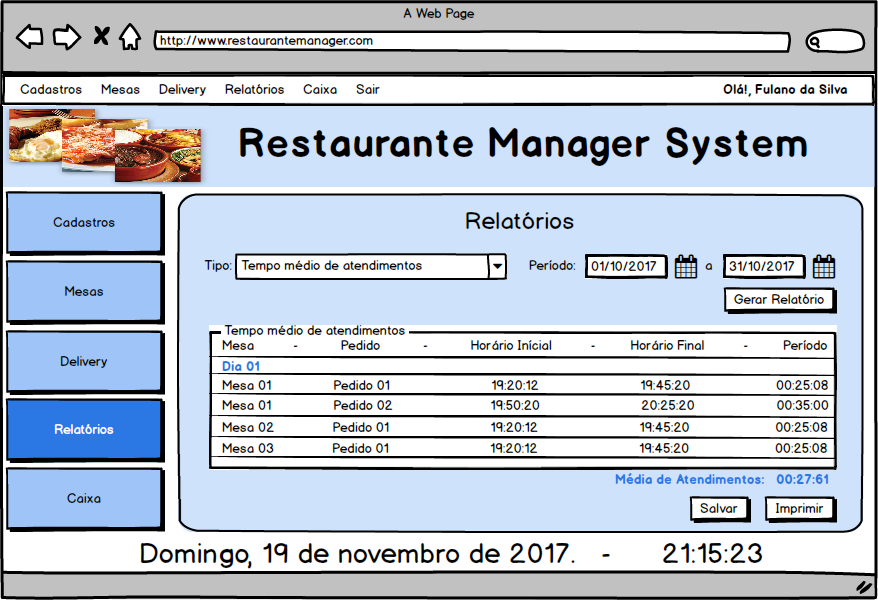 A Web Page
http://www.restaurantemanager.com
Cadastros Mesas Delivery Relatórios Caixa Sair Olá!, Fulano da Silva
Restaurante Manager System
Cadastros
Mesas
Delivery
Relatórios
Caixa
Relatórios
Tipo: Tempo médio de atendimentos Período: 01/10/2017 a 31/10/2017
Gerar Relatório
Tempo médio de atendimentos
Mesa - Pedido - Horário Inícial - Horário Final - Período
Dia 01
Mesa 01 Pedido 01 19:20:12 19:45:20 00:25:08
Mesa 01 Pedido 02 19:50:20 20:25:20 00:35:00
Mesa 02 Pedido 01 19:20:12 19:45:20 00:25:08
Mesa 03 Pedido 01 19:20:12 19:45:20 00:25:08
Média de Atendimentos: 00:27:61
Salvar Imprimir
Domingo, 19 de novembro de 2017. - 21:15:23